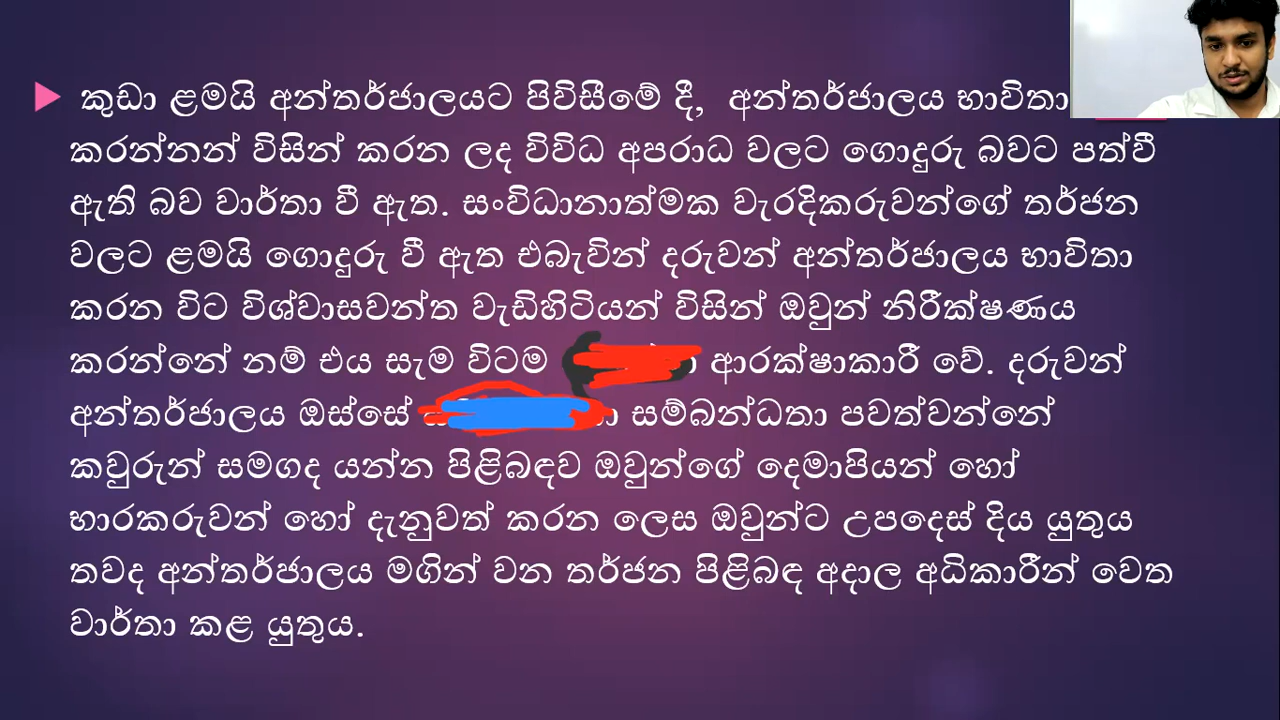 කුඩා ළමයි අන්තර්ජාලයට පිවිසීමේ දී, අන්තර්ජාලය භාවිතා
කරන්නන් විසින් කරන ලද විවිධ අපරාධ වලට ගොදුරු බවට පත්වී
ඇති බව වාර්තා වී ඇත. සංවිධානාත්මක වැරදිකරුවන්ගේ තර්ජන
වලට ළමයි ගොදුරු වී ඇත එබැවින් දරුවන් අන්තර්ජාලය භාවිතා
කරන විට විශ්වාසවන්ත වැඩිහිටියන් විසින් ඔවුන් නිරීක්ෂණය
කරන්නේ නම් එය සැම විටම ආරක්ෂාකාරී වේ. දරුවන්
අන්තර්ජාලය ඔස්සේ සම්බන්ධතා පවත්වන්නේ
කවුරුන් සමගද යන්න පිළිබඳව ඔවුන්ගේ දෙමාපියන් හෝ
භාරකරුවන් හෝ දැනුවත් කරන ලෙස ඔවුන්ට උපදෙස් දිය යුතුය
තවද අන්තර්ජාලය මගින් වන තර්ජන පිළිබඳ අදාල අධිකාරීන් වෙත
වාර්තා කළ යුතුය.